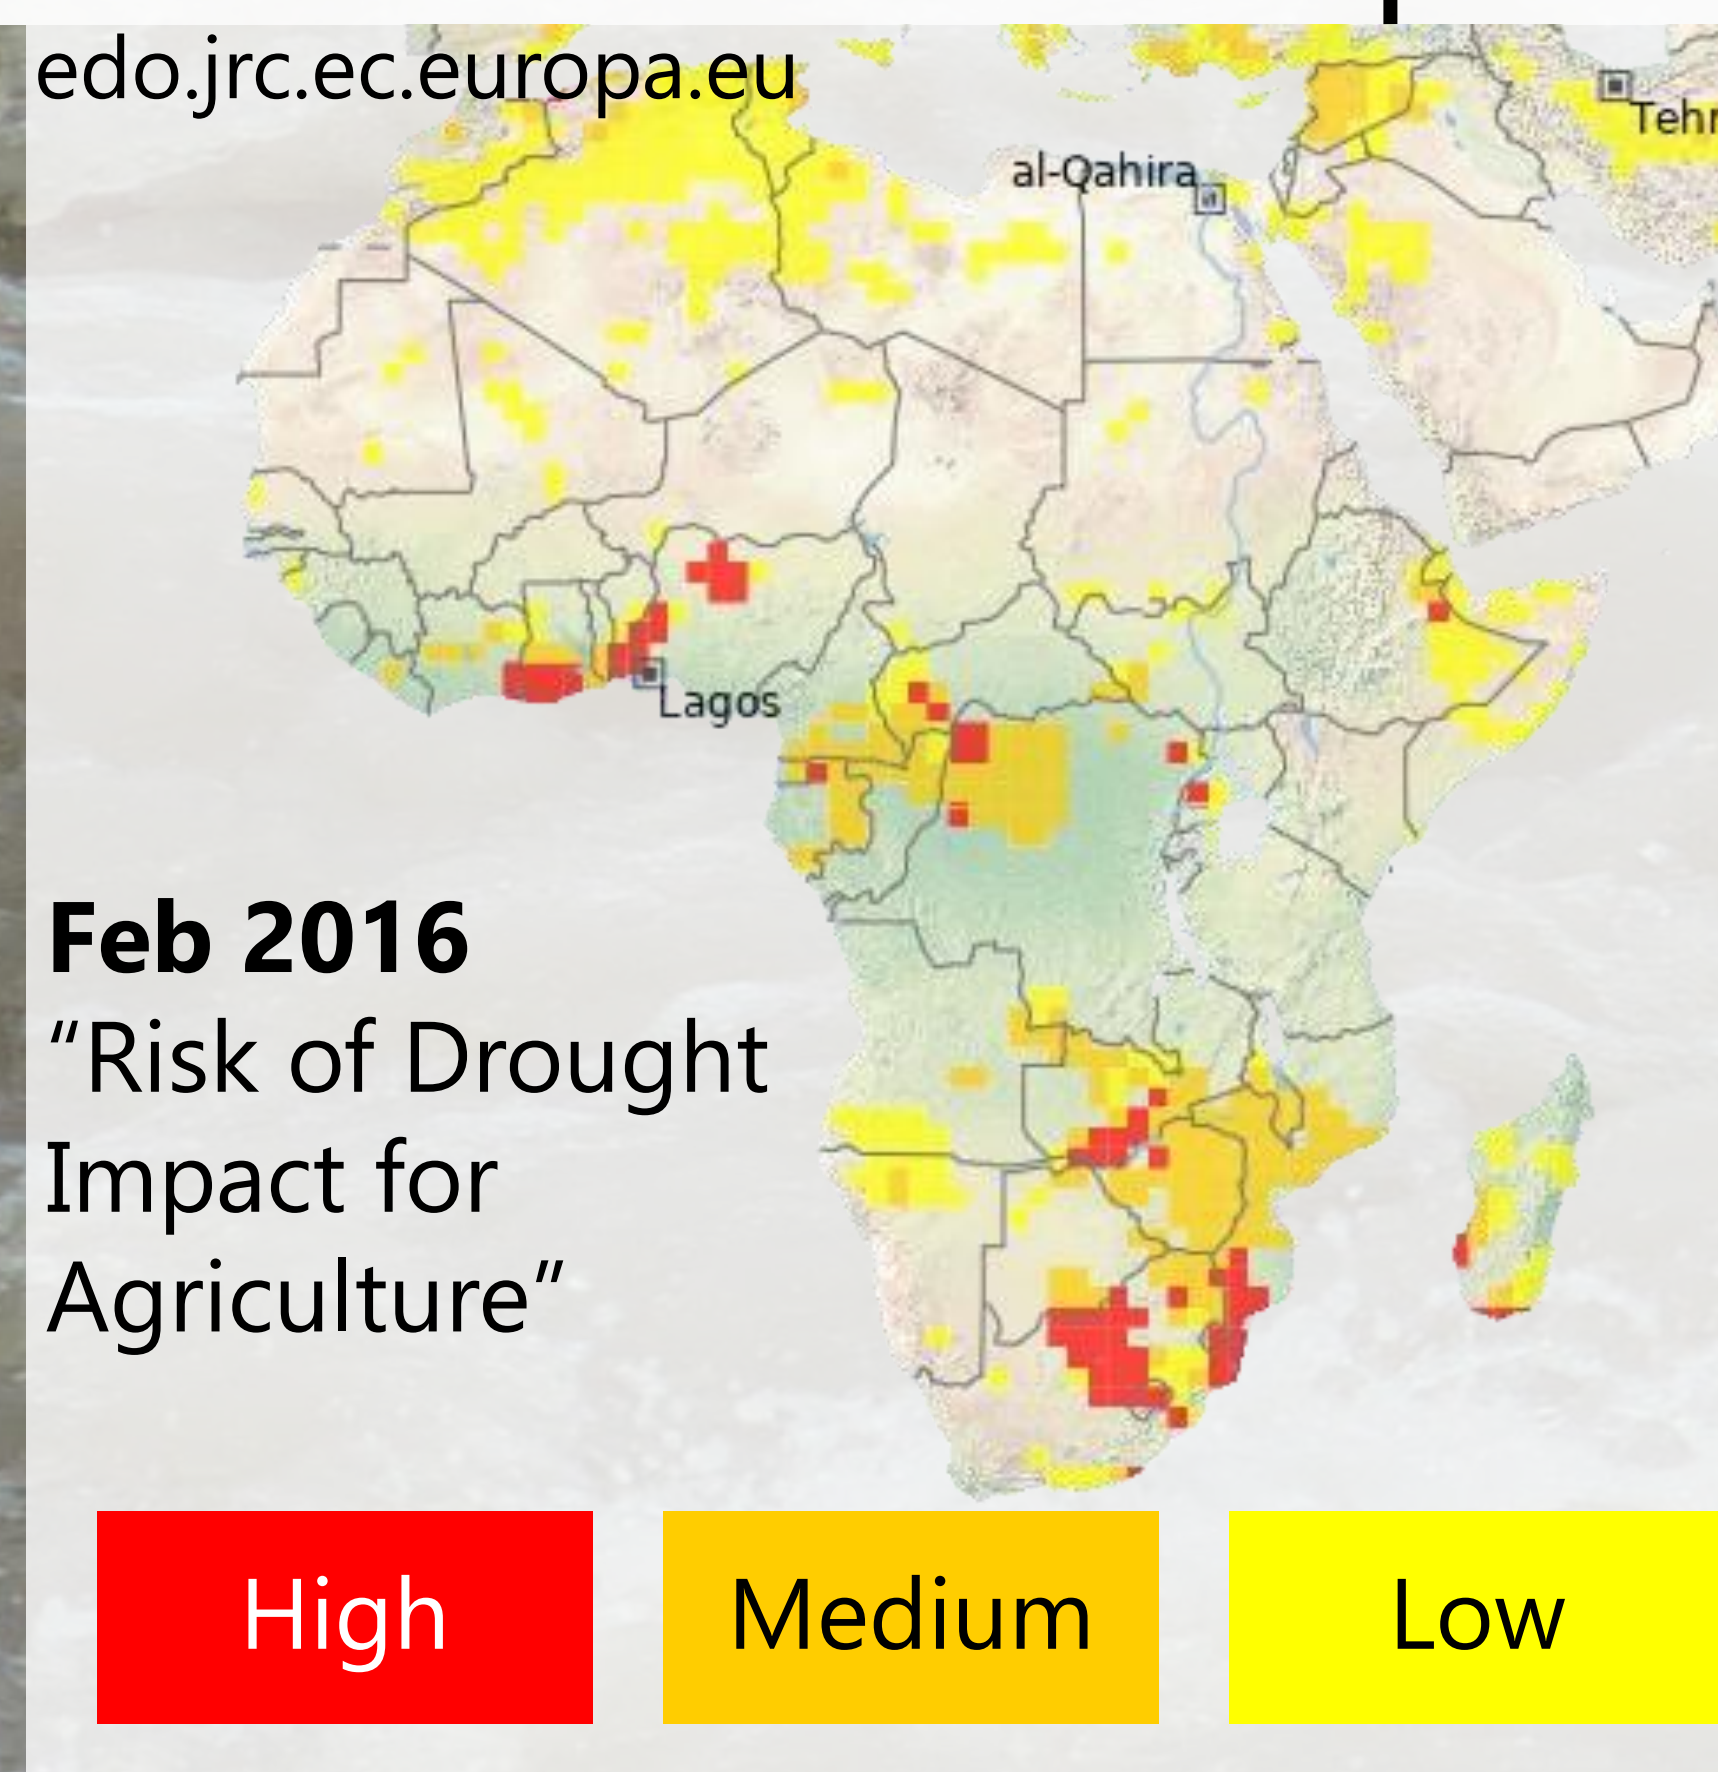 edo.jrc.ec.europa.eu
al-Qahira
Lagos
Feb 2016
“Risk of Drought
Impact for
Agriculture”
High
Medium
Low